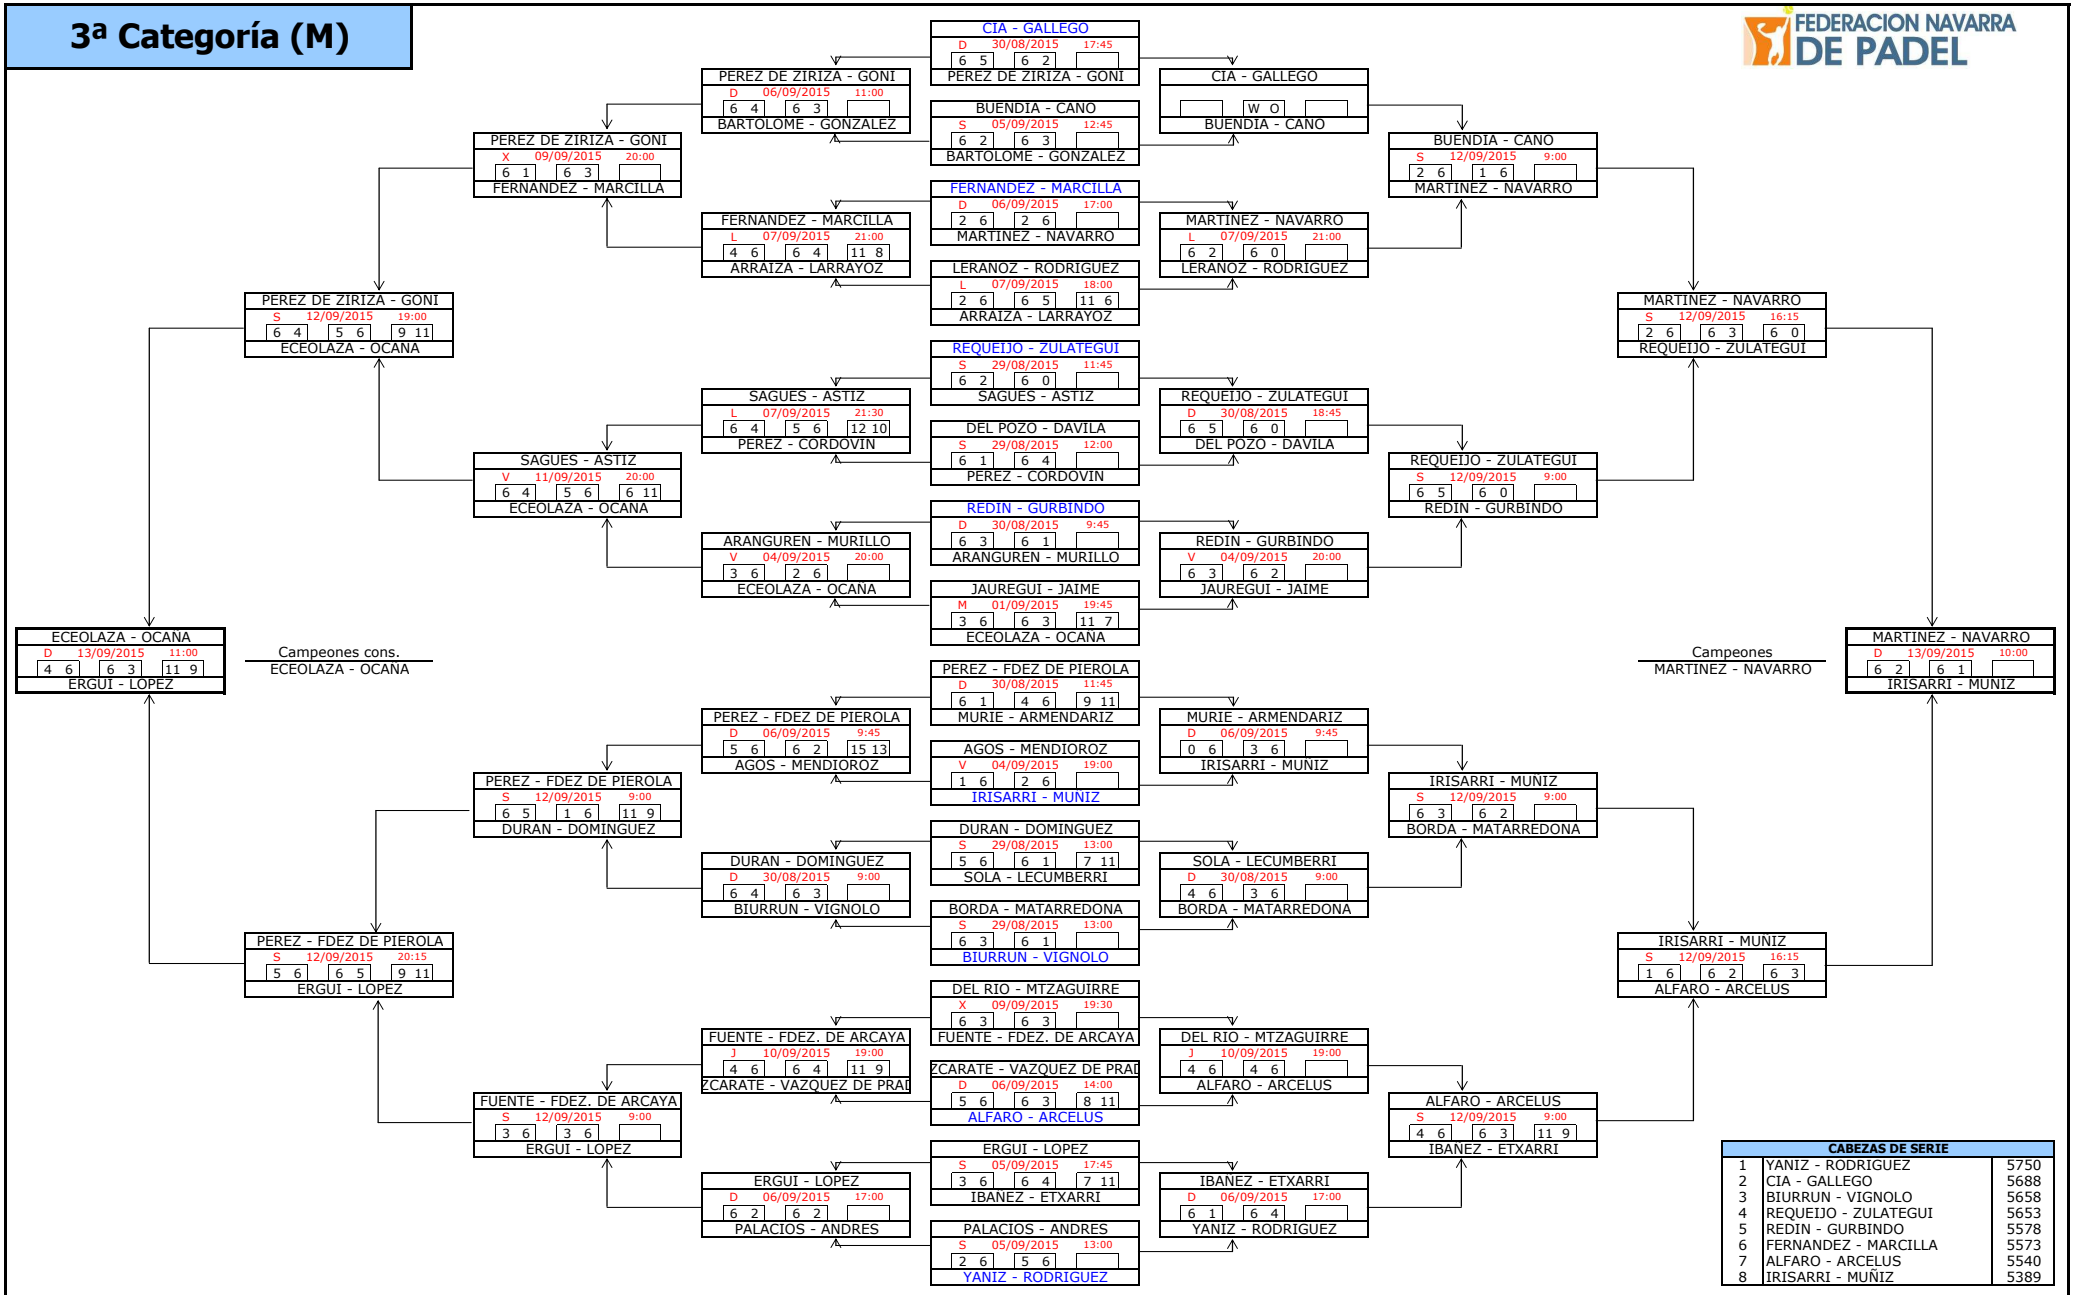 3ª Categoría (M)
FEDERACION NAVARRA
DE PADEL
CIA - GALLEGO
D 30/08/2015 17:45
6 5 6 2
PEREZ DE ZIRIZA - GOÑI
BUENDIA - CANO
S 05/09/2015 12:45
6 2 6 3
BARTOLOME - GONZALEZ
FERNANDEZ - MARCILLA
D 06/09/2015 17:00
2 6 2 6
MARTINEZ - NAVARRO
LERANOZ - RODRIGUEZ
L 07/09/2015 18:00
2 6 6 5 11 6
ARRAIZA - LARRAYOZ
REQUEIJO - ZULATEGUI
S 29/08/2015 11:45
6 2 6 0
SAGUES - ASTIZ
DEL POZO - DAVILA
S 29/08/2015 12:00
6 1 6 4
PEREZ - CORDOVIN
REDIN - GURBINDO
D 30/08/2015 9:45
6 3 6 1
ARANGUREN - MURILLO
JAUREGUI - JAIME
M 01/09/2015 19:45
3 6 6 3 11 7
ECEOLAZA - OCAÑA
PEREZ - FDEZ DE PIEROLA
D 30/08/2015 11:45
6 1 4 6 9 11
MURIE - ARMENDARIZ
AGOS - MENDIOROZ
V 04/09/2015 19:00
1 6 2 6
IRISARRI - MUÑIZ
DURAN - DOMINGUEZ
S 29/08/2015 13:00
5 6 6 1 7 11
SOLA - LECUMBERRI
BORDA - MATARREDONA
S 29/08/2015 13:00
6 3 6 1
BIURRUN - VIGNOLO
DEL RIO - MTZAGUIRRE
X 09/09/2015 19:30
6 3 6 3
FUENTE - FDEZ. DE ARCAYA
ZCARATE - VAZQUEZ DE PRAD
D 06/09/2015 14:00
5 6 6 3 8 11
ALFARO - ARCELUS
ERGUI - LOPEZ
S 05/09/2015 17:45
3 6 6 4 7 11
IBAÑEZ - ETXARRI
PALACIOS - ANDRES
S 05/09/2015 13:00
2 6 5 6
YANIZ - RODRIGUEZ
PEREZ DE ZIRIZA - GOÑI
D 06/09/2015 11:00
6 4 6 3
BARTOLOME - GONZALEZ
FERNANDEZ - MARCILLA
L 07/09/2015 21:00
4 6 6 4 11 8
ARRAIZA - LARRAYOZ
SAGUES - ASTIZ
L 07/09/2015 21:30
6 4 5 6 12 10
PEREZ - CORDOVIN
ARANGUREN - MURILLO
V 04/09/2015 20:00
3 6 2 6
ECEOLAZA - OCAÑA
PEREZ - FDEZ DE PIEROLA
D 06/09/2015 9:45
5 6 6 2 15 13
AGOS - MENDIOROZ
DURAN - DOMINGUEZ
D 30/08/2015 9:00
6 4 6 3
BIURRUN - VIGNOLO
FUENTE - FDEZ. DE ARCAYA
J 10/09/2015 19:00
4 6 6 4 11 9
ZCARATE - VAZQUEZ DE PRAD
ERGUI - LOPEZ
D 06/09/2015 17:00
6 2 6 2
PALACIOS - ANDRES
PEREZ DE ZIRIZA - GOÑI
X 09/09/2015 20:00
6 1 6 3
FERNANDEZ - MARCILLA
SAGUES - ASTIZ
V 11/09/2015 20:00
6 4 5 6 6 11
ECEOLAZA - OCAÑA
PEREZ - FDEZ DE PIEROLA
S 12/09/2015 9:00
6 5 1 6 11 9
DURAN - DOMINGUEZ
FUENTE - FDEZ. DE ARCAYA
S 12/09/2015 9:00
3 6 3 6
ERGUI - LOPEZ
PEREZ DE ZIRIZA - GOÑI
S 12/09/2015 19:00
6 4 5 6 9 11
ECEOLAZA - OCAÑA
PEREZ - FDEZ DE PIEROLA
S 12/09/2015 20:15
5 6 6 5 9 11
ERGUI - LOPEZ
ECEOLAZA - OCAÑA
D 13/09/2015 11:00
4 6 6 3 11 9
ERGUI - LOPEZ
Campeones cons.
ECEOLAZA - OCAÑA
CIA - GALLEGO
W O
BUENDIA - CANO
MARTINEZ - NAVARRO
L 07/09/2015 21:00
6 2 6 0
LERANOZ - RODRIGUEZ
REQUEIJO - ZULATEGUI
D 30/08/2015 18:45
6 5 6 0
DEL POZO - DAVILA
REDIN - GURBINDO
V 04/09/2015 20:00
6 3 6 2
JAUREGUI - JAIME
MURIE - ARMENDARIZ
D 06/09/2015 9:45
0 6 3 6
IRISARRI - MUÑIZ
SOLA - LECUMBERRI
D 30/08/2015 9:00
4 6 3 6
BORDA - MATARREDONA
DEL RIO - MTZAGUIRRE
J 10/09/2015 19:00
4 6 4 6
ALFARO - ARCELUS
IBAÑEZ - ETXARRI
D 06/09/2015 17:00
6 1 6 4
YANIZ - RODRIGUEZ
BUENDIA - CANO
S 12/09/2015 9:00
2 6 1 6
MARTINEZ - NAVARRO
REQUEIJO - ZULATEGUI
S 12/09/2015 9:00
6 5 6 0
REDIN - GURBINDO
IRISARRI - MUÑIZ
S 12/09/2015 9:00
6 3 6 2
BORDA - MATARREDONA
ALFARO - ARCELUS
S 12/09/2015 9:00
4 6 6 3 11 9
IBAÑEZ - ETXARRI
MARTINEZ - NAVARRO
S 12/09/2015 16:15
2 6 6 3 6 0
REQUEIJO - ZULATEGUI
IRISARRI - MUÑIZ
S 12/09/2015 16:15
1 6 6 2 6 3
ALFARO - ARCELUS
Campeones
MARTINEZ - NAVARRO
MARTINEZ - NAVARRO
D 13/09/2015 10:00
6 2 6 1
IRISARRI - MUÑIZ
CABEZAS DE SERIE
1 YANIZ - RODRIGUEZ 5750
2 CIA - GALLEGO 5688
3 BIURRUN - VIGNOLO 5658
4 REQUEIJO - ZULATEGUI 5653
5 REDIN - GURBINDO 5578
6 FERNANDEZ - MARCILLA 5573
7 ALFARO - ARCELUS 5540
8 IRISARRI - MUÑIZ 5389